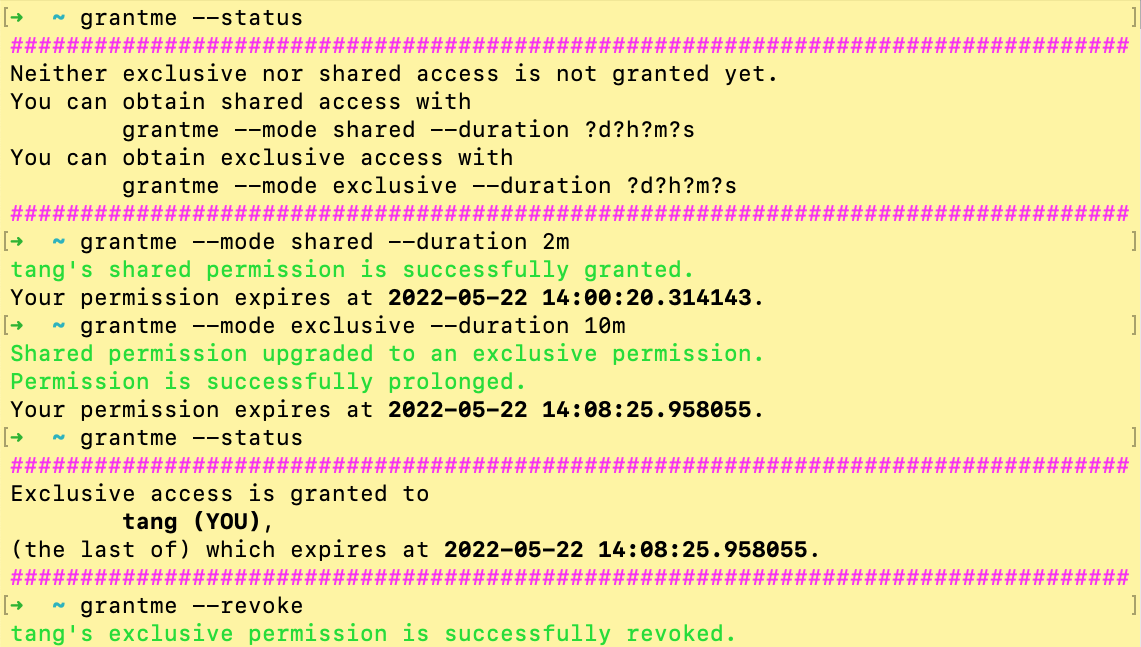 [➜  ~ grantme --status ]
################################################################################
Neither exclusive nor shared access is not granted yet.
You can obtain shared access with
        grantme --mode shared --duration ?d?h?m?s
You can obtain exclusive access with
        grantme --mode exclusive --duration ?d?h?m?s
################################################################################
[➜  ~ grantme --mode shared --duration 2m ]
tang's shared permission is successfully granted.
Your permission expires at 2022-05-22 14:00:20.314143.
[➜  ~ grantme --mode exclusive --duration 10m ]
Shared permission upgraded to an exclusive permission.
Permission is successfully prolonged.
Your permission expires at 2022-05-22 14:08:25.958055.
[➜  ~ grantme --status ]
################################################################################
Exclusive access is granted to
        tang (YOU),
(the last of) which expires at 2022-05-22 14:08:25.958055.
################################################################################
[➜  ~ grantme --revoke ]
tang's exclusive permission is successfully revoked.